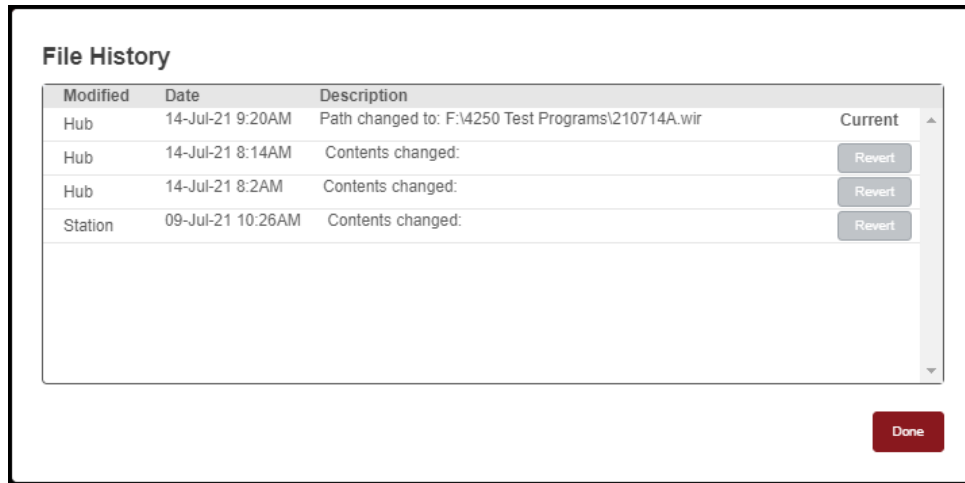 File History
Modified Date Description
Hub 14-Jul-21 9:20AM Path changed to: F:\4250 Test Programs\210714A.wir Current
Hub 14-Jul-21 8:14AM Contents changed: Revert
Hub 14-Jul-21 8:2AM Contents changed: Revert
Station 09-Jul-21 10:26AM Contents changed: Revert
Done